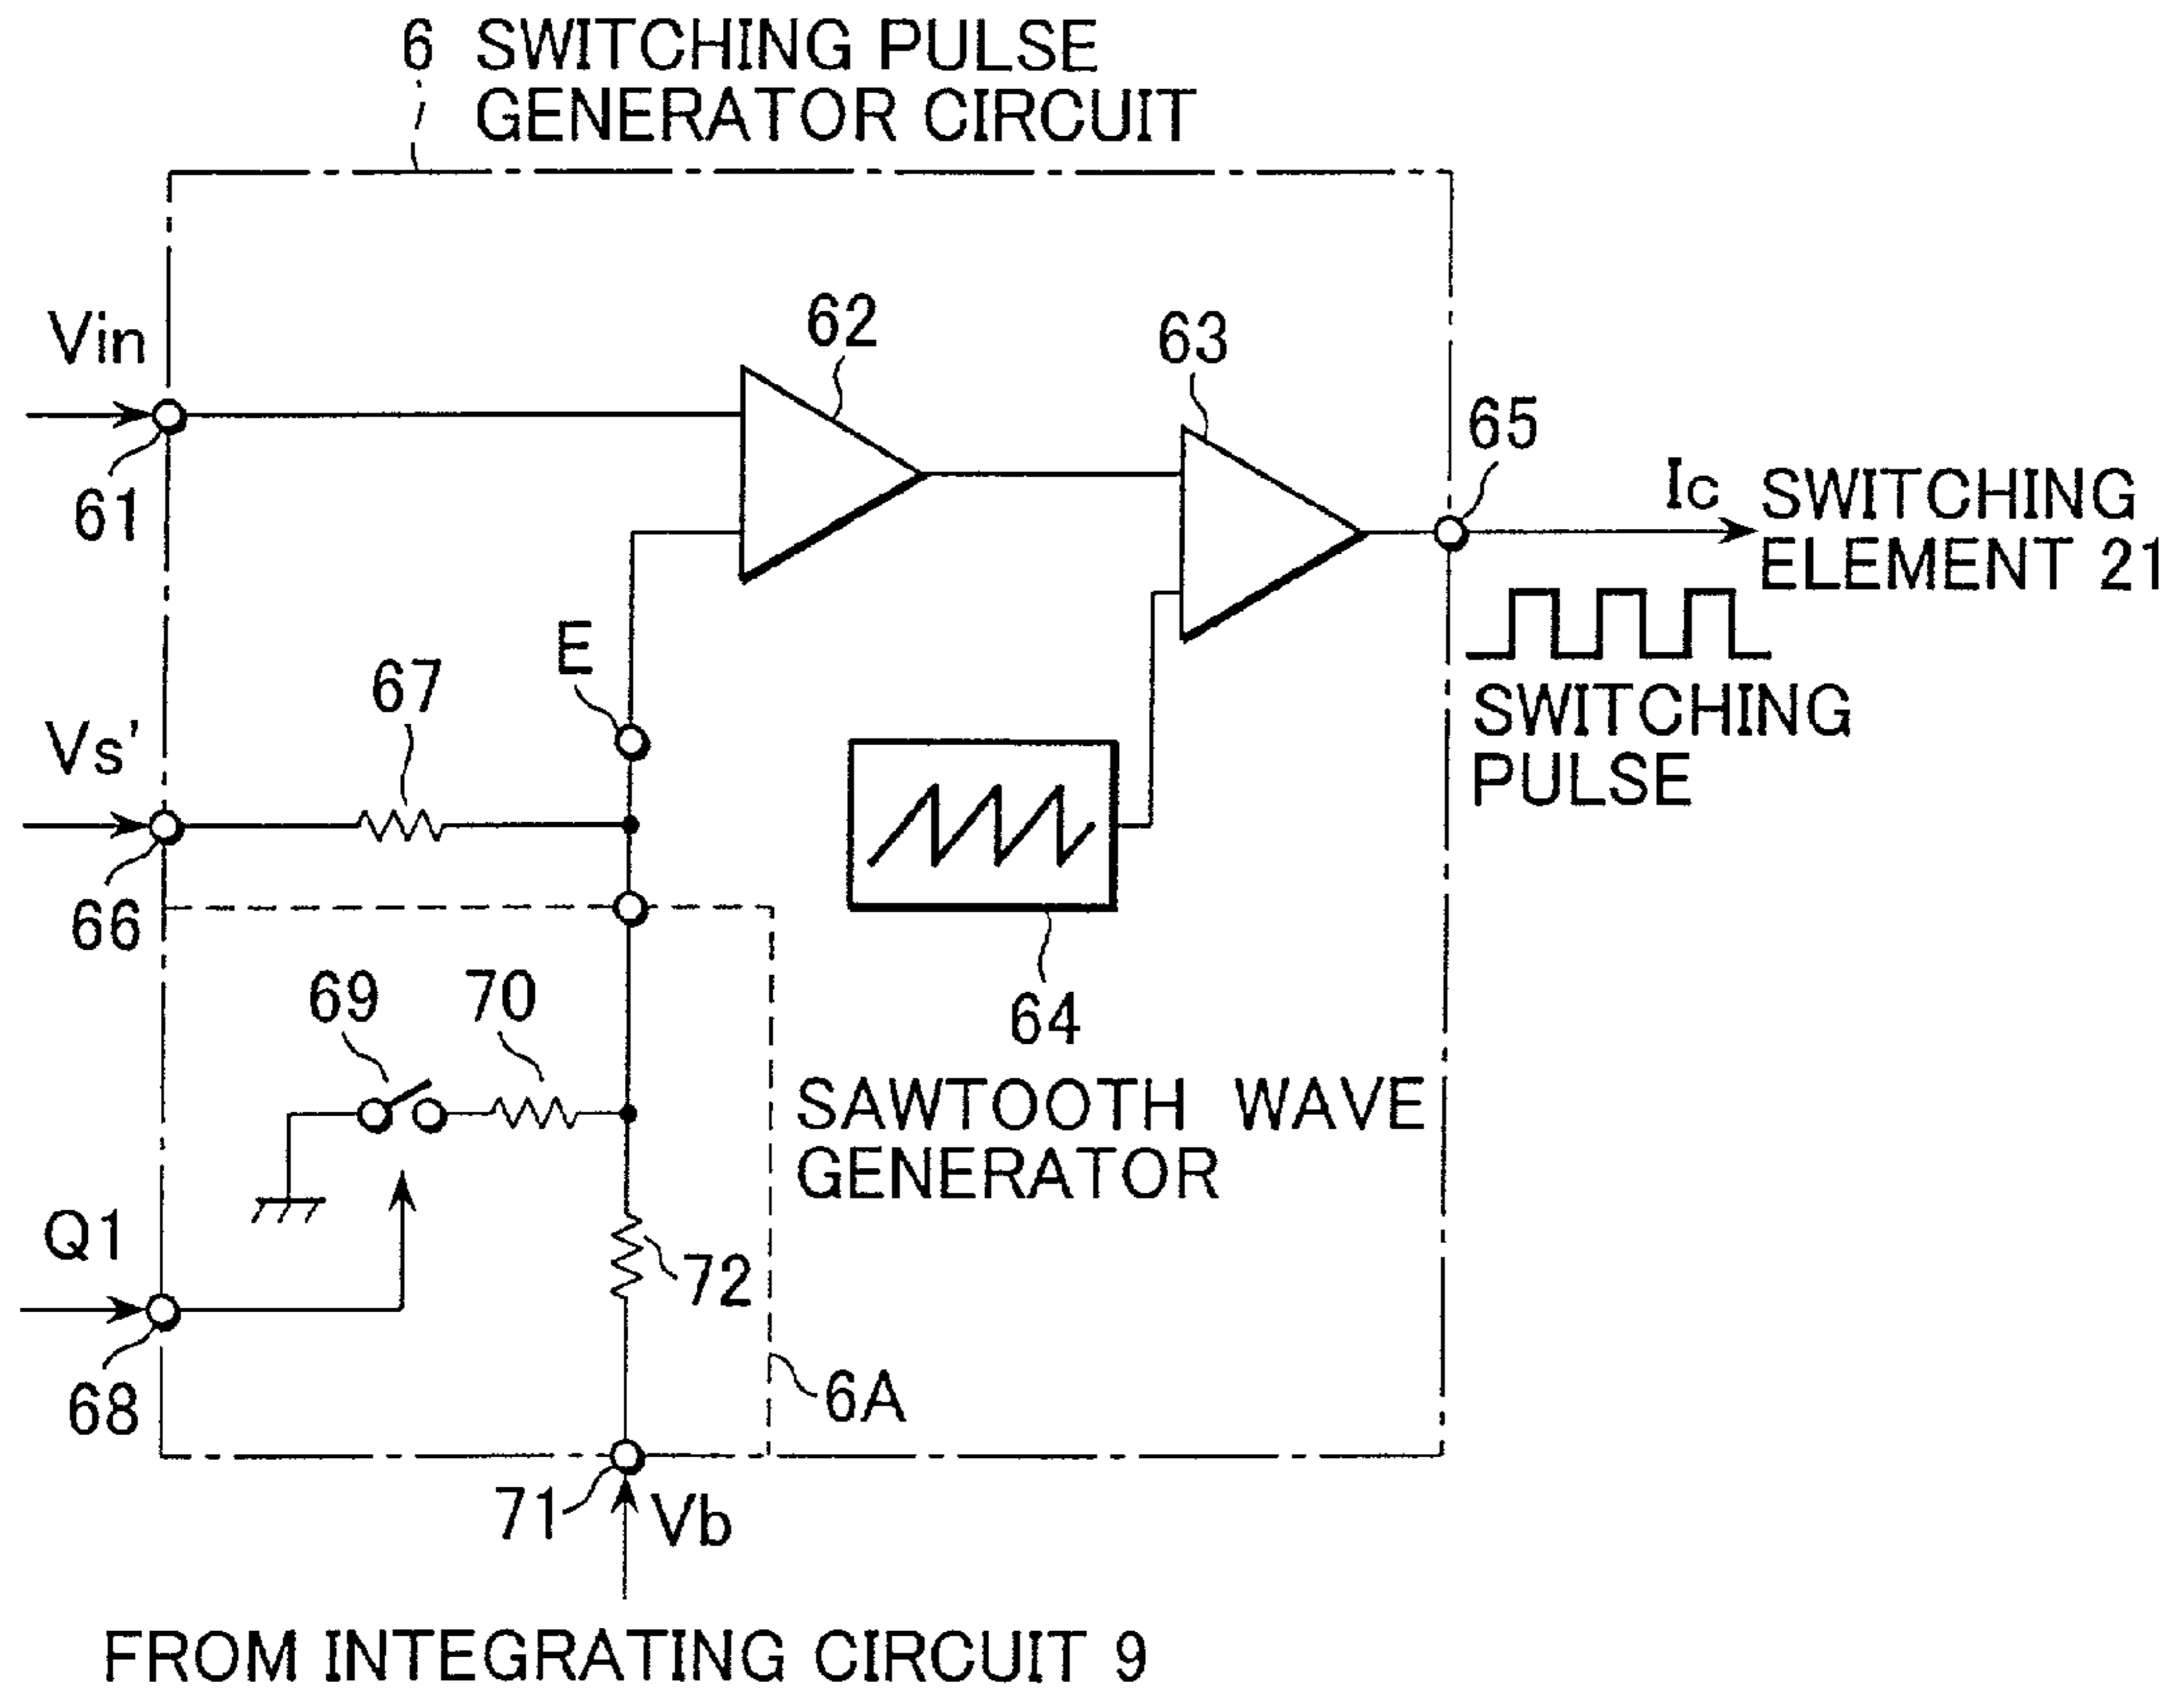 6 SWITCHING PULSE
GENERATOR CIRCUIT
Vin
61
62
63
65
Ic SWITCHING
ELEMENT 21
SWITCHING
PULSE
E
67
Vs'
66
64
SAWTOOTH WAVE
GENERATOR
69
70
Q1
68
72
6A
71
Vb
FROM INTEGRATING CIRCUIT 9